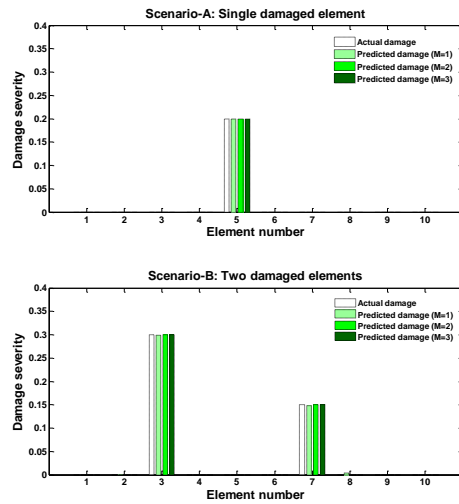 Scenario-A: Single damaged element
Damage severity
0.4
0.35
0.3
0.25
0.2
0.15
0.1
0.05
0
Actual damage
Predicted damage (M=1)
Predicted damage (M=2)
Predicted damage (M=3)
1 2 3 4 5 6 7 8 9 10
Element number
Scenario-B: Two damaged elements
Damage severity
0.4
0.35
0.3
0.25
0.2
0.15
0.1
0.05
0
Actual damage
Predicted damage (M=1)
Predicted damage (M=2)
Predicted damage (M=3)
1 2 3 4 5 6 7 8 9 10
Element number